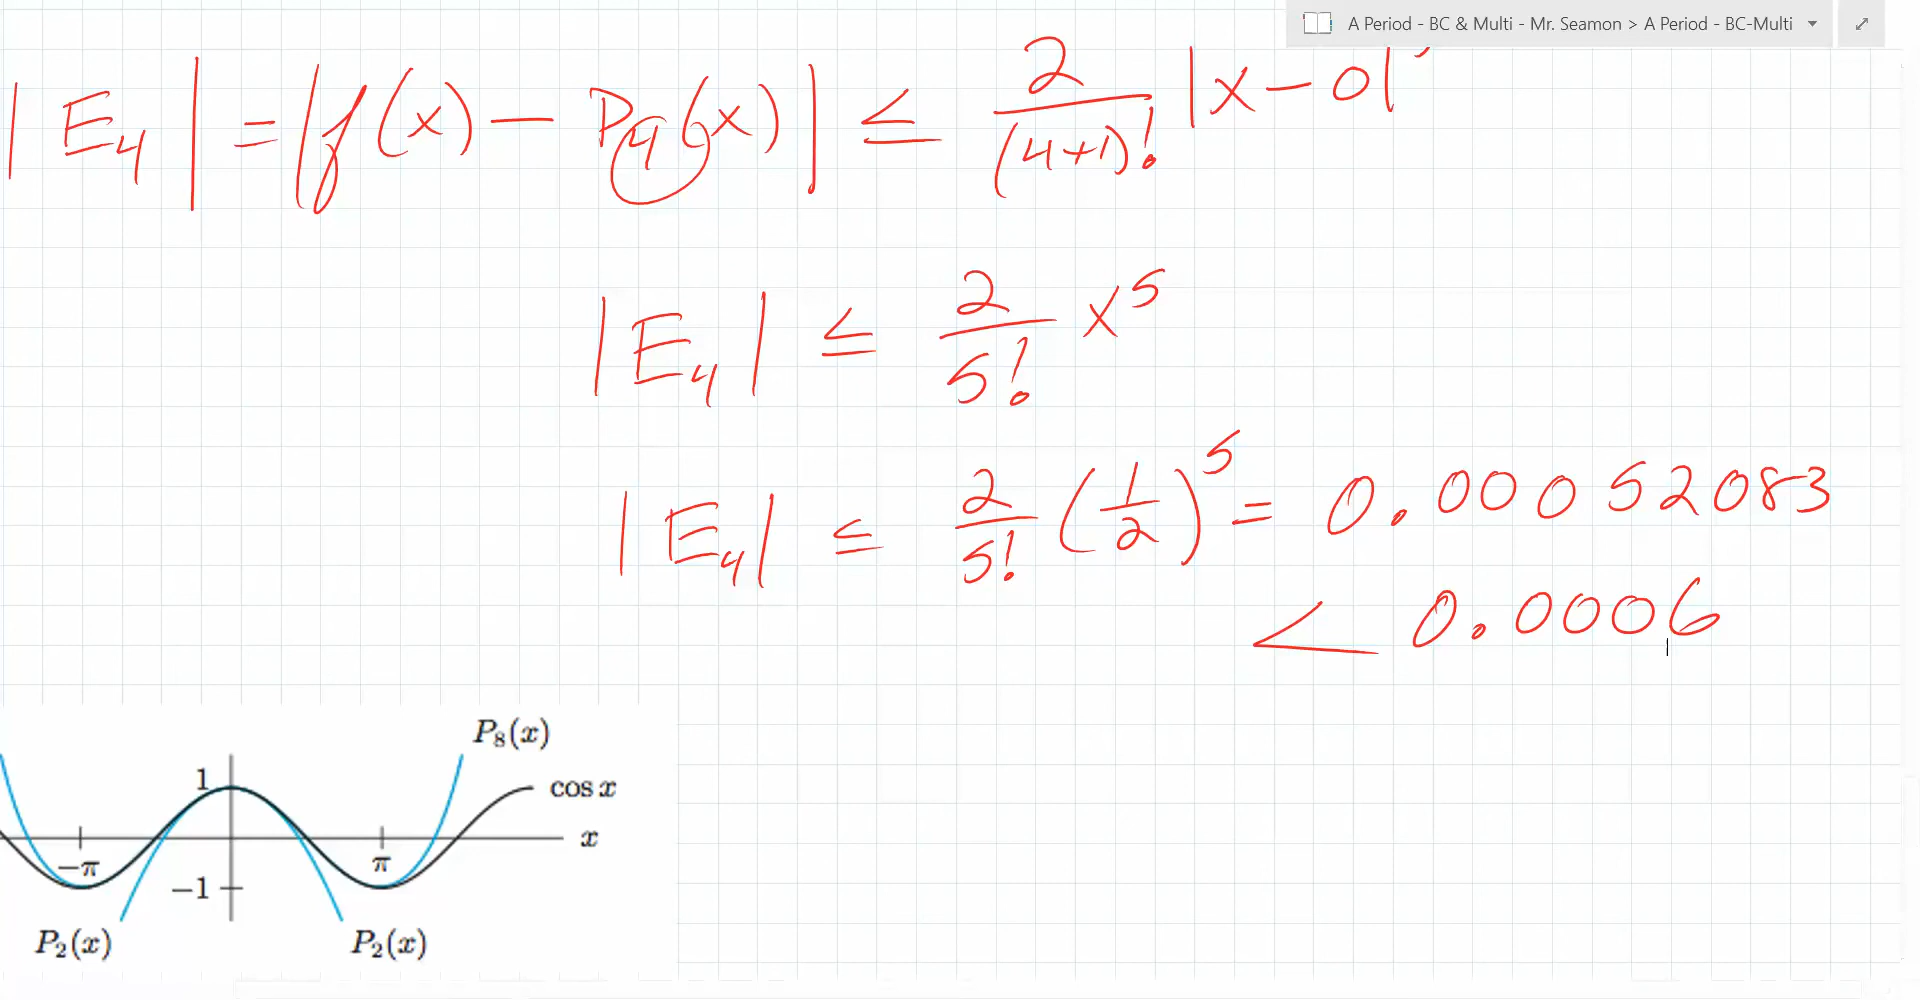 A Period - BC & Multi - Mr. Seamon > A Period - BC-Multi
|E₄| = |f(x) − P₄(x)| ≤ 2/(4+1)! |x − 0|
|E₄| ≤ 2/5! x⁵
|E₄| ≤ 2/5! (1/2)⁵ = 0.00052083
< 0.0006
P₈(x)
1
cos x
x
−π
π
−1
P₂(x)
P₂(x)